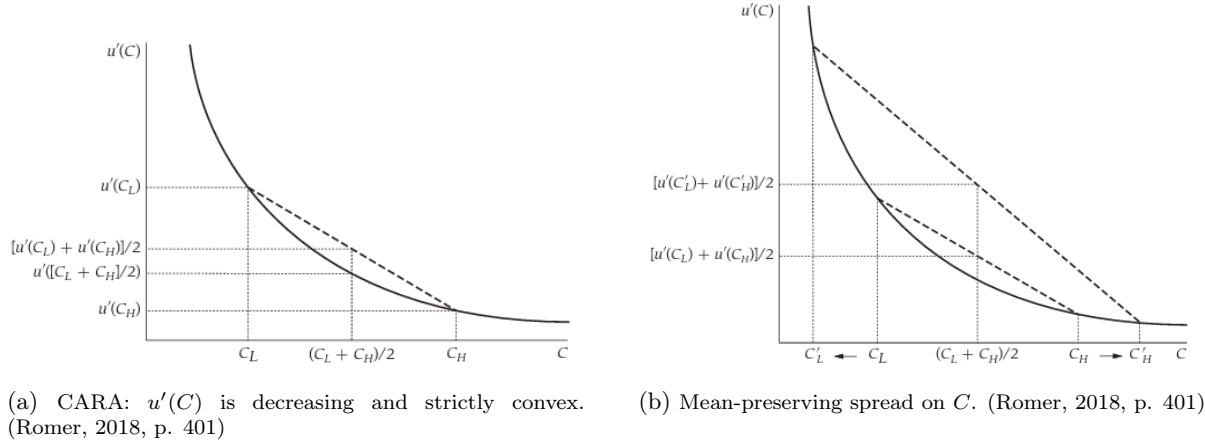 u′(C)
u′(C_L)
[u′(C_L) + u′(C_H)]/2
u′([C_L + C_H]/2)
u′(C_H)
C_L (C_L + C_H)/2 C_H C
(a) CARA: u′(C) is decreasing and strictly convex.
(Romer, 2018, p. 401)
u′(C)
[u′(C′_L)+ u′(C′_H)]/2
[u′(C_L) + u′(C_H)]/2
C′_L ← C_L (C_L + C_H)/2 C_H → C′_H C
(b) Mean-preserving spread on C. (Romer, 2018, p. 401)